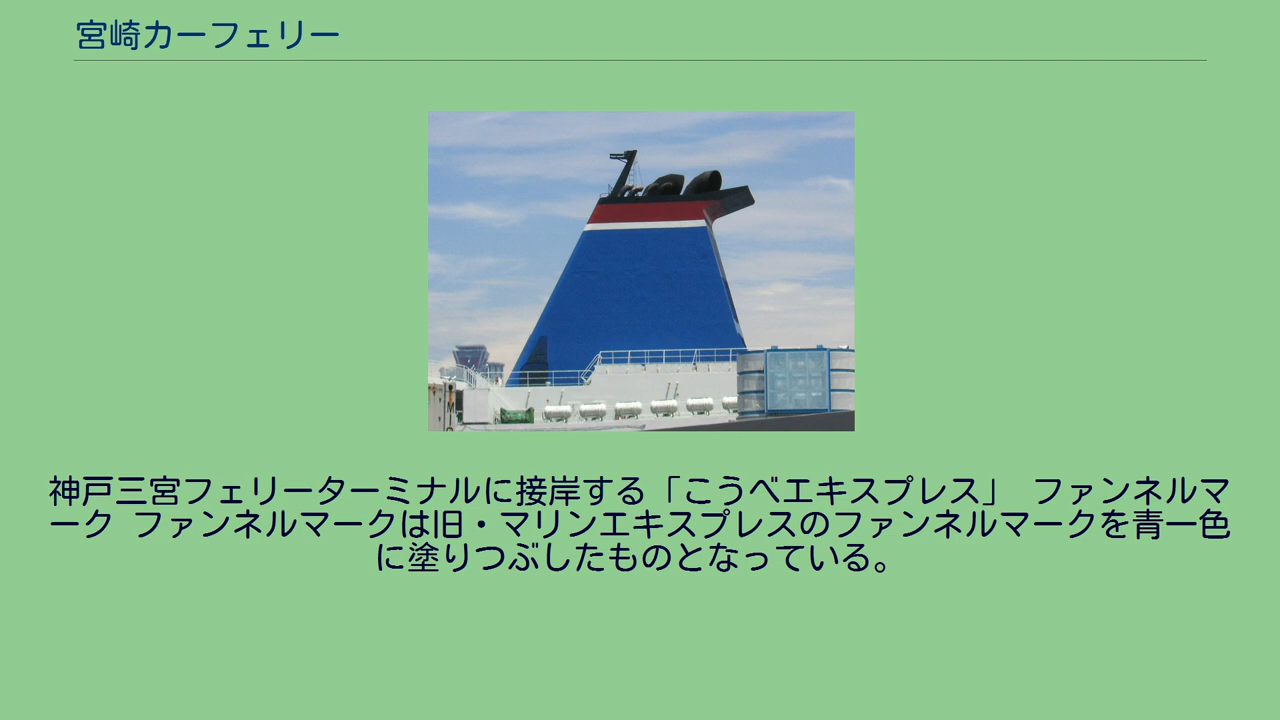 宮崎カーフェリー
神戸三宮フェリーターミナルに接岸する「こうべエキスプレス」 ファンネルマ
ーク ファンネルマークは旧・マリンエキスプレスのファンネルマークを青一色
に塗りつぶしたものとなっている。